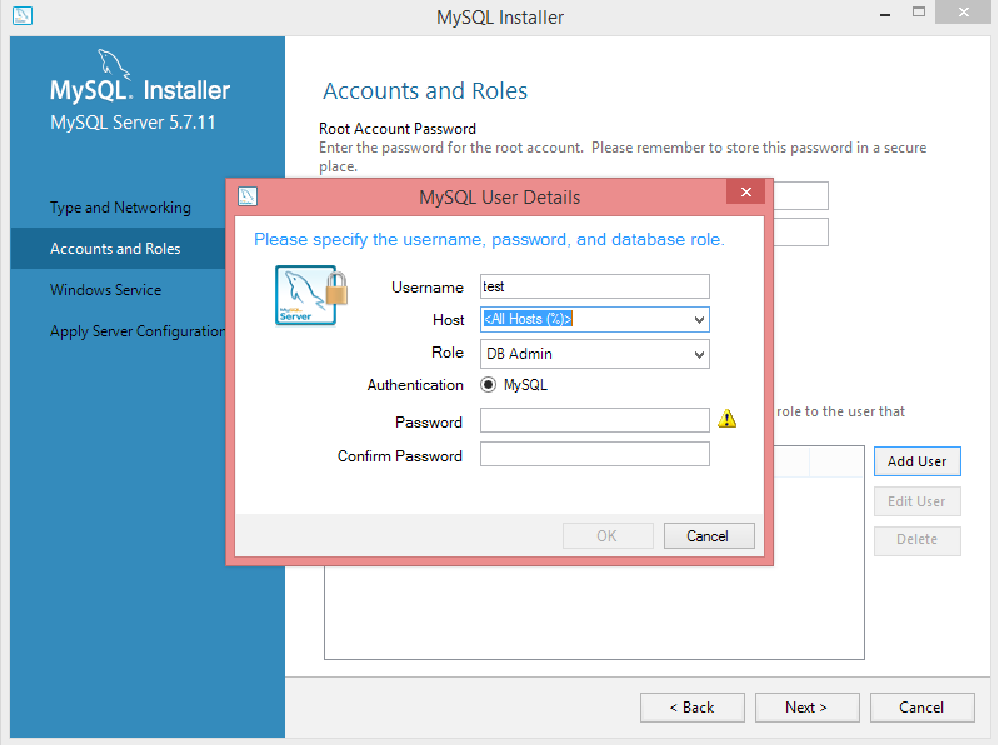 MySQL Installer
MySQL. Installer
MySQL Server 5.7.11
Type and Networking
Accounts and Roles
Windows Service
Apply Server Configuration
Accounts and Roles
Root Account Password
Enter the password for the root account. Please remember to store this password in a secure
place.
MySQL User Details
Please specify the username, password, and database role.
MySQL
Server
Username
test
Host
<All Hosts (%)>
Role
DB Admin
Authentication
MySQL
Password
Confirm Password
OK
Cancel
role to the user that
Add User
Edit User
Delete
< Back
Next >
Cancel